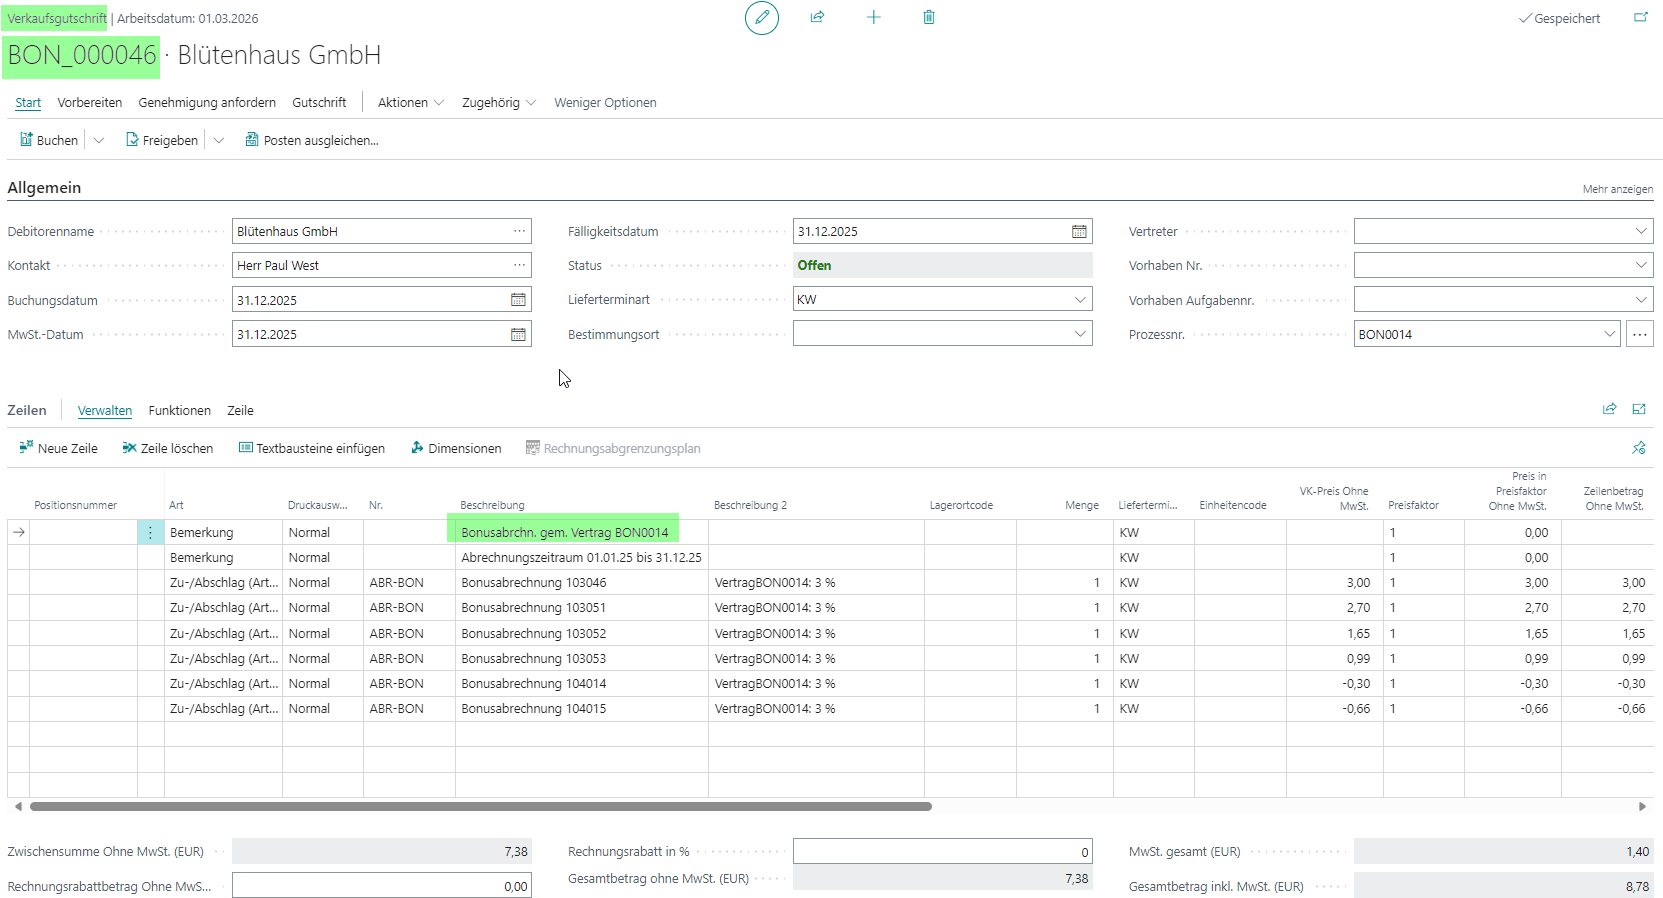 Verkaufsgutschrift | Arbeitsdatum: 01.03.2026
Gespeichert
BON_000046 · Blütenhaus GmbH
Start Vorbereiten Genehmigung anfordern Gutschrift Aktionen Zugehörig Weniger Optionen
Buchen Freigeben Posten ausgleichen...
Allgemein
Mehr anzeigen
Debitorenname Blütenhaus GmbH ... Fälligkeitsdatum 31.12.2025 Vertreter
Kontakt Herr Paul West ... Status Offen Vorhaben Nr.
Buchungsdatum 31.12.2025 Lieferterminart KW Vorhaben Aufgabennr.
MwSt.-Datum 31.12.2025 Bestimmungsort Prozessnr. BON0014 ...
Zeilen Verwalten Funktionen Zeile
Neue Zeile Zeile löschen Textbausteine einfügen Dimensionen Rechnungsabgrenzungsplan
Positionsnummer Art Druckausw... Nr. Beschreibung Beschreibung 2 Lagerortcode Menge Liefertermi... Einheitencode VK-Preis Ohne MwSt. Preisfaktor Preis in Preisfaktor Ohne MwSt. Zeilenbetrag Ohne MwSt.
Bemerkung Normal Bonusabrchn. gem. Vertrag BON0014 KW 1 0,00
Bemerkung Normal Abrechnungszeitraum 01.01.25 bis 31.12.25 KW 1 0,00
Zu-/Abschlag (Art... Normal ABR-BON Bonusabrechnung 103046 VertragBON0014: 3 % 1 KW 3,00 1 3,00 3,00
Zu-/Abschlag (Art... Normal ABR-BON Bonusabrechnung 103051 VertragBON0014: 3 % 1 KW 2,70 1 2,70 2,70
Zu-/Abschlag (Art... Normal ABR-BON Bonusabrechnung 103052 VertragBON0014: 3 % 1 KW 1,65 1 1,65 1,65
Zu-/Abschlag (Art... Normal ABR-BON Bonusabrechnung 103053 VertragBON0014: 3 % 1 KW 0,99 1 0,99 0,99
Zu-/Abschlag (Art... Normal ABR-BON Bonusabrechnung 104014 VertragBON0014: 3 % 1 KW -0,30 1 -0,30 -0,30
Zu-/Abschlag (Art... Normal ABR-BON Bonusabrechnung 104015 VertragBON0014: 3 % 1 KW -0,66 1 -0,66 -0,66
Zwischensumme Ohne MwSt. (EUR) 7,38 Rechnungsrabatt in % 0 MwSt. gesamt (EUR) 1,40
Rechnungsrabattbetrag Ohne MwS... 0,00 Gesamtbetrag ohne MwSt. (EUR) 7,38 Gesamtbetrag inkl. MwSt. (EUR) 8,78